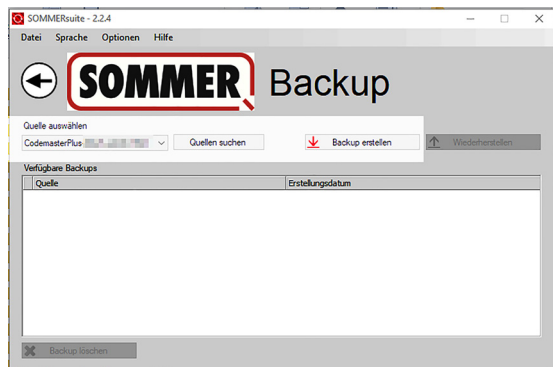 SOMMERsuite - 2.2.4
Datei Sprache Optionen Hilfe
SOMMER Backup
Quelle auswählen
CodemasterPlus Quellen suchen Backup erstellen Wiederherstellen
Verfügbare Backups
Quelle Erstellungsdatum
Backup löschen